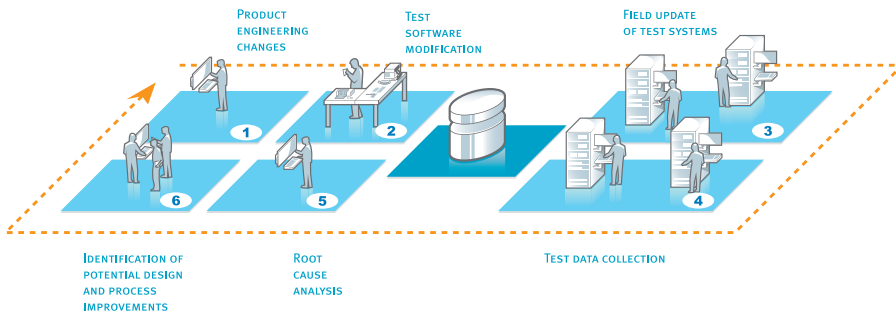 PRODUCT
ENGINEERING
CHANGES
TEST
SOFTWARE
MODIFICATION
FIELD UPDATE
OF TEST SYSTEMS
1
2
3
6
5
4
IDENTIFICATION OF
POTENTIAL DESIGN
AND PROCESS
IMPROVEMENTS
ROOT
CAUSE
ANALYSIS
TEST DATA COLLECTION